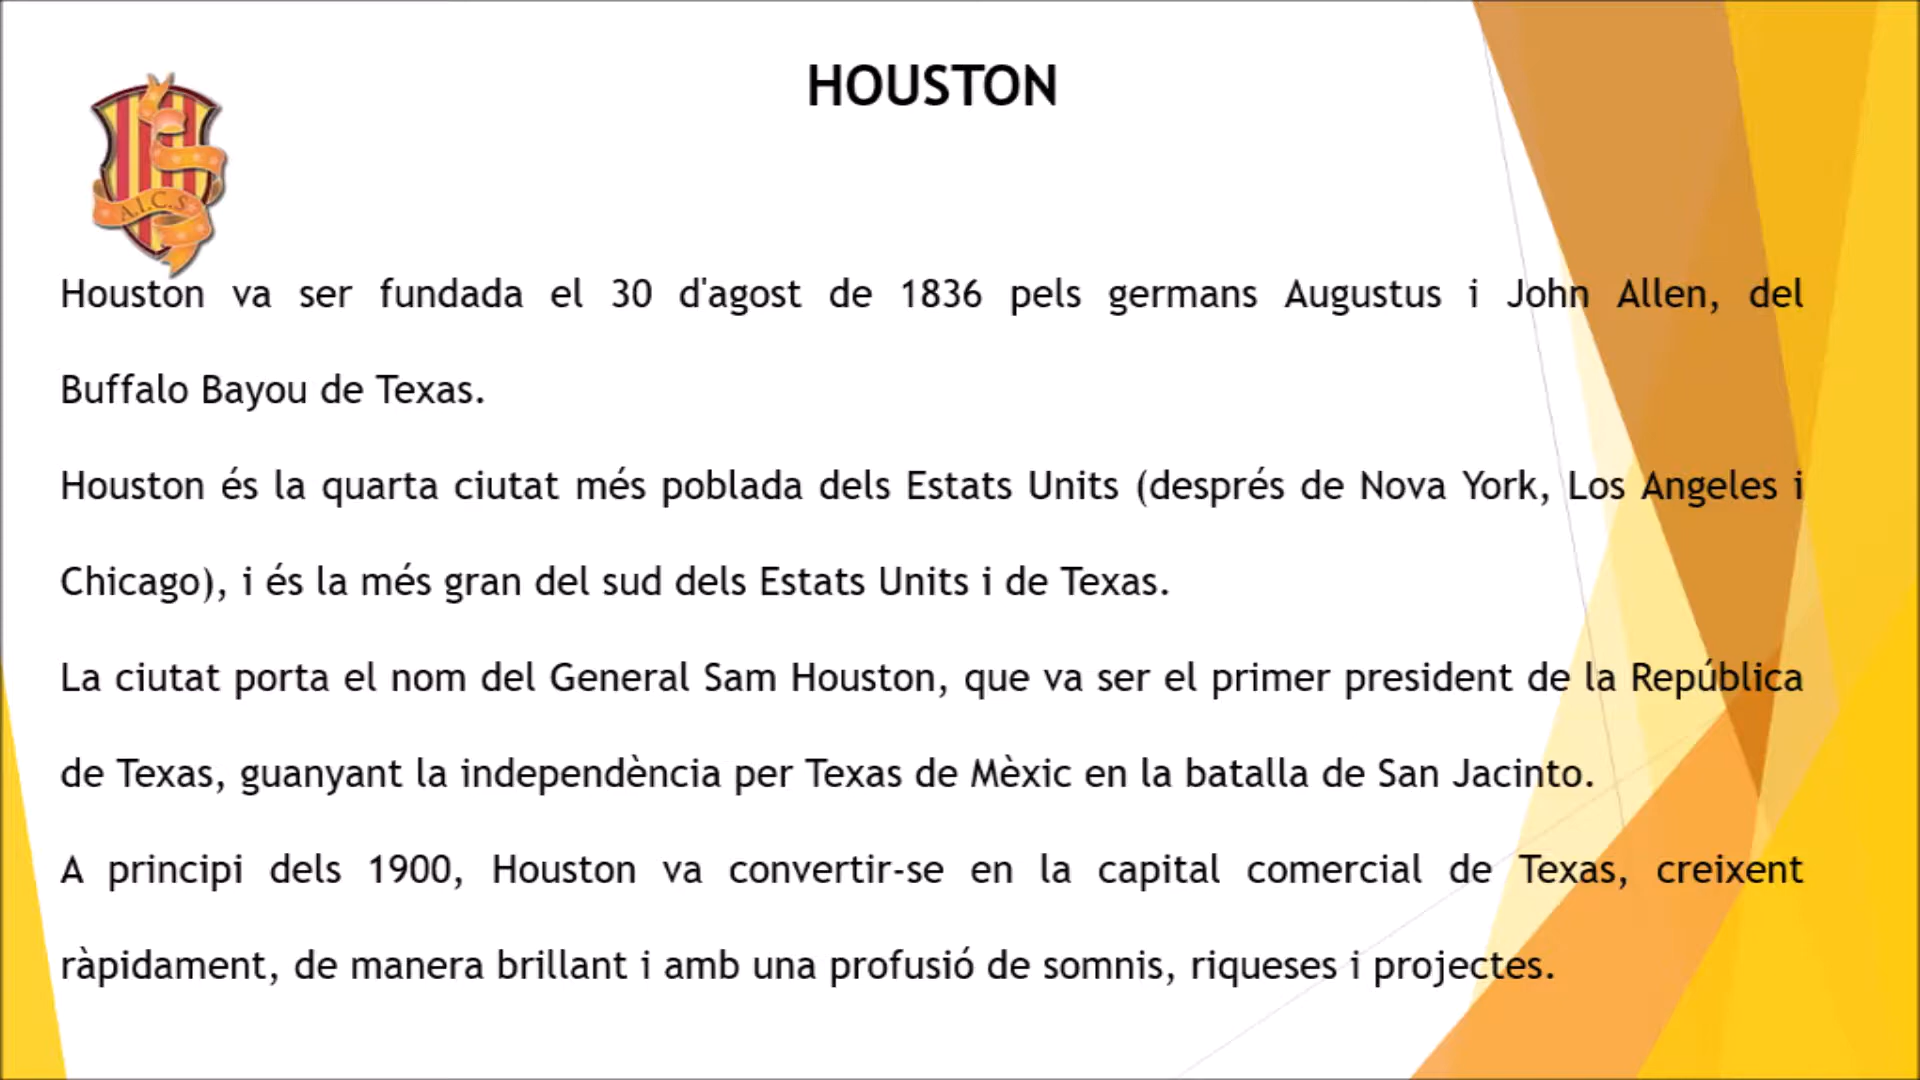 HOUSTON
A.I.C.S
Houston va ser fundada el 30 d'agost de 1836 pels germans Augustus i John Allen, del
Buffalo Bayou de Texas.
Houston és la quarta ciutat més poblada dels Estats Units (després de Nova York, Los Angeles i
Chicago), i és la més gran del sud dels Estats Units i de Texas.
La ciutat porta el nom del General Sam Houston, que va ser el primer president de la República
de Texas, guanyant la independència per Texas de Mèxic en la batalla de San Jacinto.
A principi dels 1900, Houston va convertir-se en la capital comercial de Texas, creixent
ràpidament, de manera brillant i amb una profusió de somnis, riqueses i projectes.